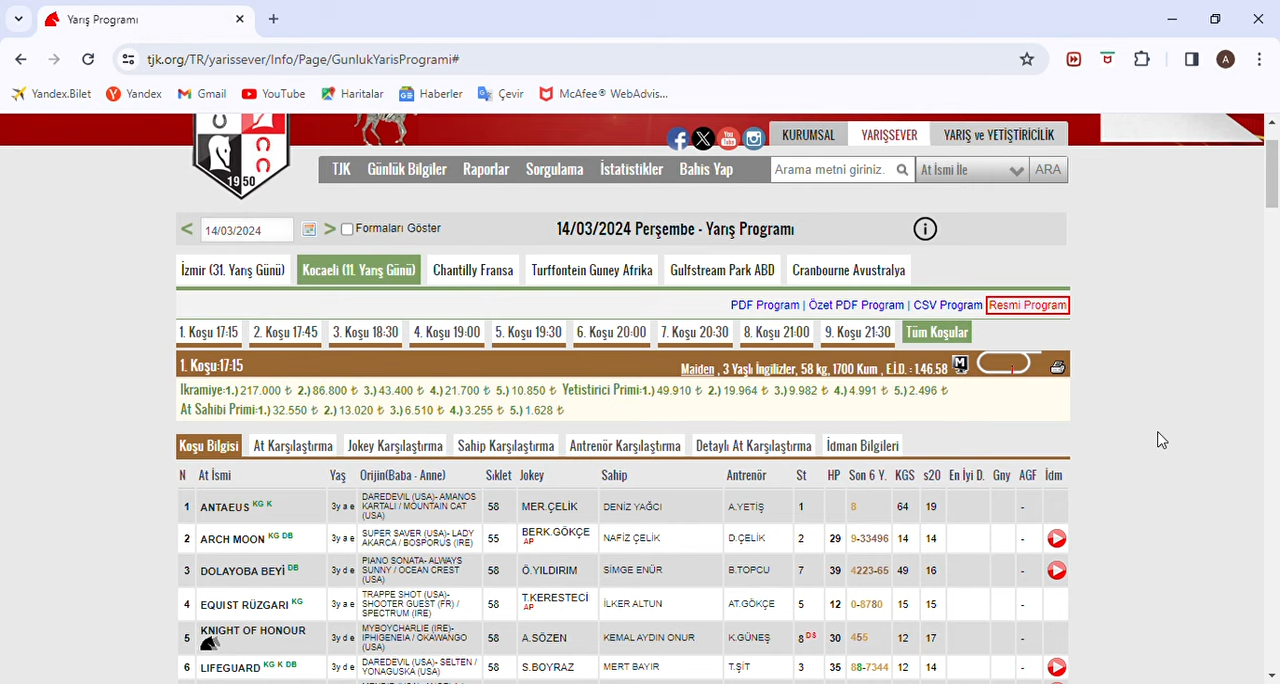 Yarış Programı
tjk.org/TR/yarissever/Info/Page/GunlukYarisProgrami#
A
Yandex.Bilet Yandex Gmail YouTube Haritalar Haberler Çevir McAfee® WebAdvis...
C C
1950
KURUMSAL YARIŞSEVER YARIŞ ve YETİŞTİRİCİLİK
TJK Günlük Bilgiler Raporlar Sorgulama İstatistikler Bahis Yap Arama metni giriniz. At İsmi İle ARA
< 14/03/2024 > Formaları Göster 14/03/2024 Perşembe - Yarış Programı
İzmir (31. Yarış Günü) Kocaeli (11. Yarış Günü) Chantilly Fransa Turffontein Guney Afrika Gulfstream Park ABD Cranbourne Avustralya
PDF Program | Özet PDF Program | CSV Program Resmi Program
1. Koşu 17:15 2. Koşu 17:45 3. Koşu 18:30 4. Koşu 19:00 5. Koşu 19:30 6. Koşu 20:00 7. Koşu 20:30 8. Koşu 21:00 9. Koşu 21:30 Tüm Koşular
1. Koşu:17:15 Maiden , 3 Yaşlı İngilizler, 58 kg, 1700 Kum , E.İ.D. : 1.46.58 M
İkramiye:1.) 217.000 ₺ 2.) 86.800 ₺ 3.) 43.400 ₺ 4.) 21.700 ₺ 5.) 10.850 ₺ Yetistirici Primi:1.) 49.910 ₺ 2.) 19.964 ₺ 3.) 9.982 ₺ 4.) 4.991 ₺ 5.) 2.496 ₺
At Sahibi Primi:1.) 32.550 ₺ 2.) 13.020 ₺ 3.) 6.510 ₺ 4.) 3.255 ₺ 5.) 1.628 ₺
Koşu Bilgisi At Karşılaştırma Jokey Karşılaştırma Sahip Karşılaştırma Antrenör Karşılaştırma Detaylı At Karşılaştırma İdman Bilgileri
N At İsmi Yaş Orijin(Baba - Anne) Sıklet Jokey Sahip Antrenör St HP Son 6 Y. KGS s20 En İyi D. Gny AGF İdm
1 ANTAEUS KG K 3y a e DAREDEVIL (USA)- AMANOS KARTALI / MOUNTAIN CAT (USA) 58 MER.ÇELİK DENİZ YAĞCI A.YETİŞ 1 8 64 19 -
2 ARCH MOON KG DB 3y a e SUPER SAVER (USA)- LADY AKARCA / BOSPORUS (IRE) 55 BERK.GÖKÇE AP NAFİZ ÇELİK D.ÇELİK 2 29 9-33496 14 14 -
3 DOLAYOBA BEYİ DB 3y d e PIANO SONATA- ALWAYS SUNNY / OCEAN CREST (USA) 58 Ö.YILDIRIM SİMGE ENÜR B.TOPCU 7 39 4223-65 49 16 -
4 EQUIST RÜZGARI KG 3y a e TRAPPE SHOT (USA)- SHOOTER GUEST (FR) / SPECTRUM (IRE) 58 T.KERESTECİ AP İLKER ALTUN AT.GÖKÇE 5 12 0-8780 15 15 -
5 KNIGHT OF HONOUR 3y d e MYBOYCHARLIE (IRE)- IPHIGENEIA / OKAWANGO (USA) 58 A.SÖZEN KEMAL AYDIN ONUR K.GÜNEŞ 8 DS 30 455 12 17 -
6 LIFEGUARD KG K DB 3y d e DAREDEVIL (USA)- SELTEN / YONAGUSKA (USA) 58 S.BOYRAZ MERT BAYIR T.ŞİT 3 35 88-7344 12 14 -